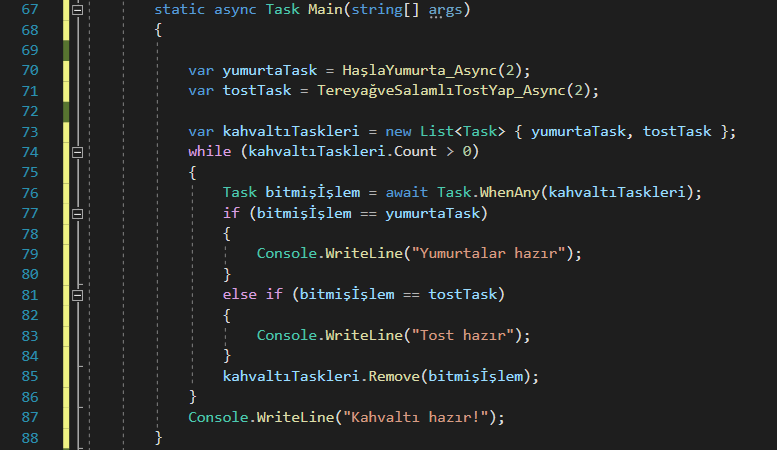 67 static async Task Main(string[] args)
68 {
69
70 var yumurtaTask = HaşlaYumurta_Async(2);
71 var tostTask = TereyağveSalamlıTostYap_Async(2);
72
73 var kahvaltıTaskleri = new List<Task> { yumurtaTask, tostTask };
74 while (kahvaltıTaskleri.Count > 0)
75 {
76 Task bitmişİşlem = await Task.WhenAny(kahvaltıTaskleri);
77 if (bitmişİşlem == yumurtaTask)
78 {
79 Console.WriteLine("Yumurtalar hazır");
80 }
81 else if (bitmişİşlem == tostTask)
82 {
83 Console.WriteLine("Tost hazır");
84 }
85 kahvaltıTaskleri.Remove(bitmişİşlem);
86 }
87 Console.WriteLine("Kahvaltı hazır!");
88 }